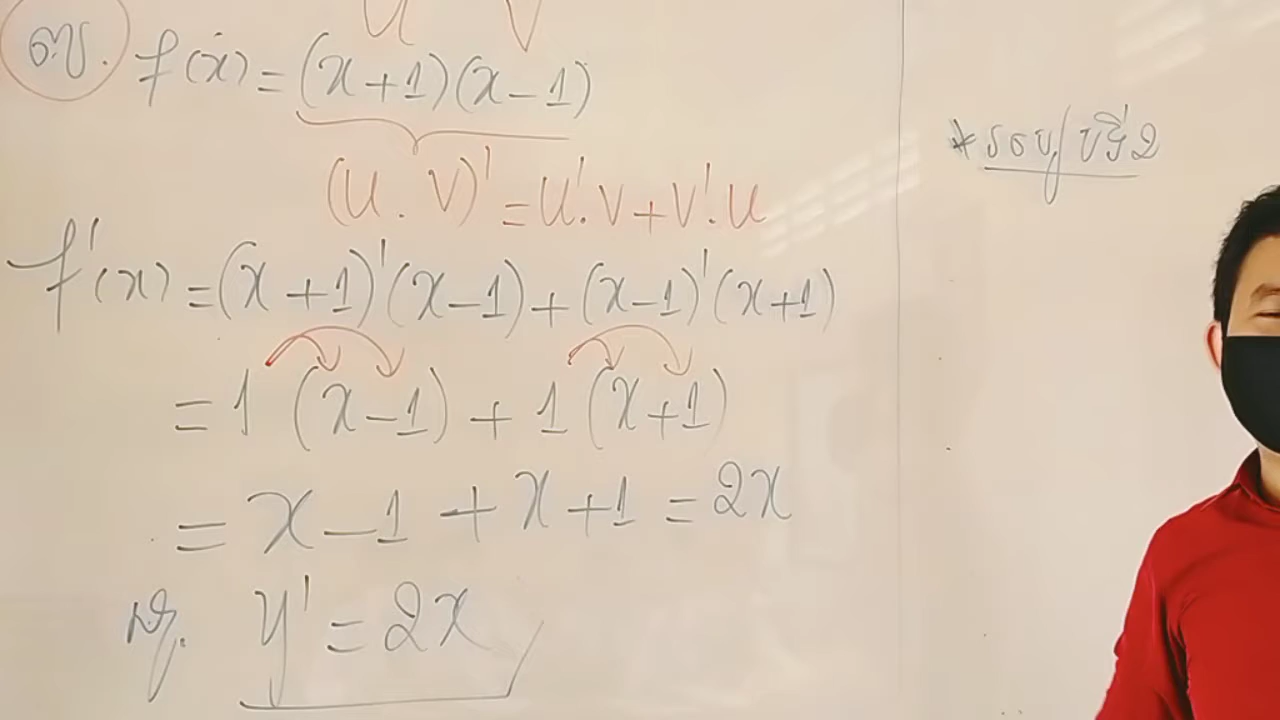 U V
f(x) = (x+1)(x-1)
(U . V)' = U'.V + V'.U
f'(x) = (x+1)'(x-1) + (x-1)'(x+1)
= 1 (x-1) + 1 (x+1)
= x-1 + x+1 = 2x
y' = 2x